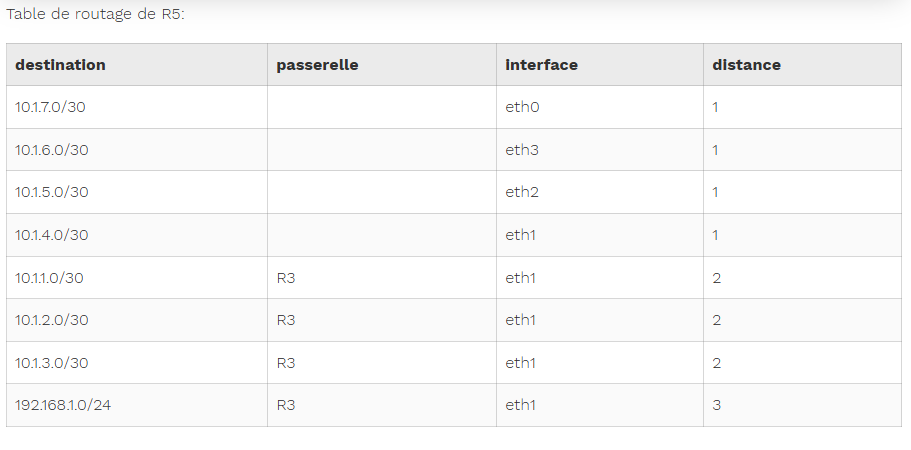 Table de routage de R5:
destination passerelle interface distance
10.1.7.0/30 eth0 1
10.1.6.0/30 eth3 1
10.1.5.0/30 eth2 1
10.1.4.0/30 eth1 1
10.1.1.0/30 R3 eth1 2
10.1.2.0/30 R3 eth1 2
10.1.3.0/30 R3 eth1 2
192.168.1.0/24 R3 eth1 3